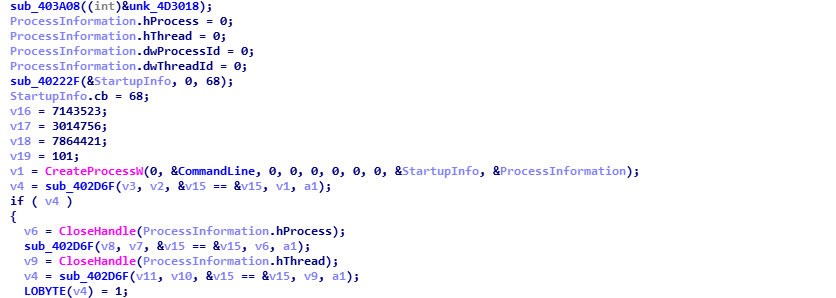 sub_403A08((int)&unk_4D3018);
ProcessInformation.hProcess = 0;
ProcessInformation.hThread = 0;
ProcessInformation.dwProcessId = 0;
ProcessInformation.dwThreadId = 0;
sub_40222F(&StartupInfo, 0, 68);
StartupInfo.cb = 68;
v16 = 7143523;
v17 = 3014756;
v18 = 7864421;
v19 = 101;
v1 = CreateProcessW(0, &CommandLine, 0, 0, 0, 0, 0, 0, &StartupInfo, &ProcessInformation);
v4 = sub_402D6F(v3, v2, &v15 == &v15, v1, a1);
if ( v4 )
{
v6 = CloseHandle(ProcessInformation.hProcess);
sub_402D6F(v8, v7, &v15 == &v15, v6, a1);
v9 = CloseHandle(ProcessInformation.hThread);
v4 = sub_402D6F(v11, v10, &v15 == &v15, v9, a1);
LOBYTE(v4) = 1;